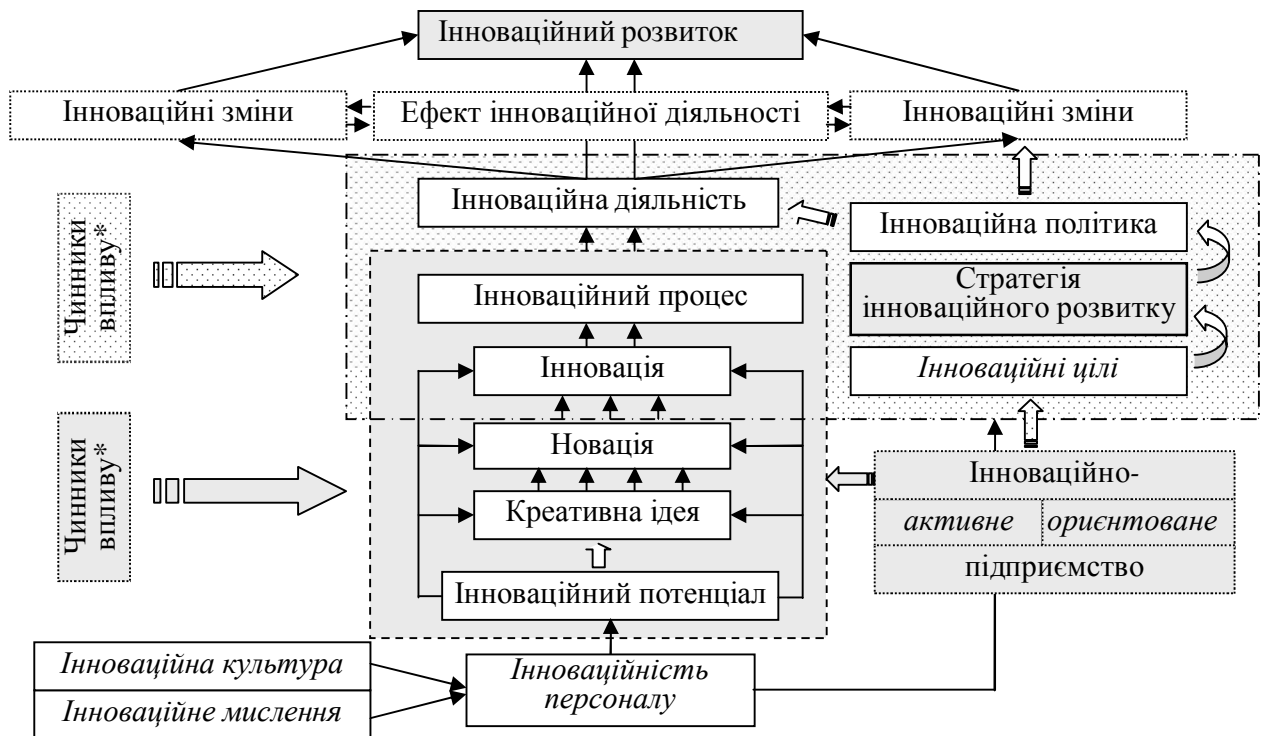 Інноваційний розвиток
Інноваційні зміни
Ефект інноваційної діяльності
Інноваційні зміни
Інноваційна діяльність
Інноваційна політика
Чинники
впливу*
Інноваційний процес
Стратегія
інноваційного розвитку
Інновація
Інноваційні цілі
Чинники
впливу*
Новація
Інноваційно-
Креативна ідея
активне
ориєнтоване
підприємство
Інноваційний потенціал
Інноваційна культура
Інноваційність
персоналу
Інноваційне мислення